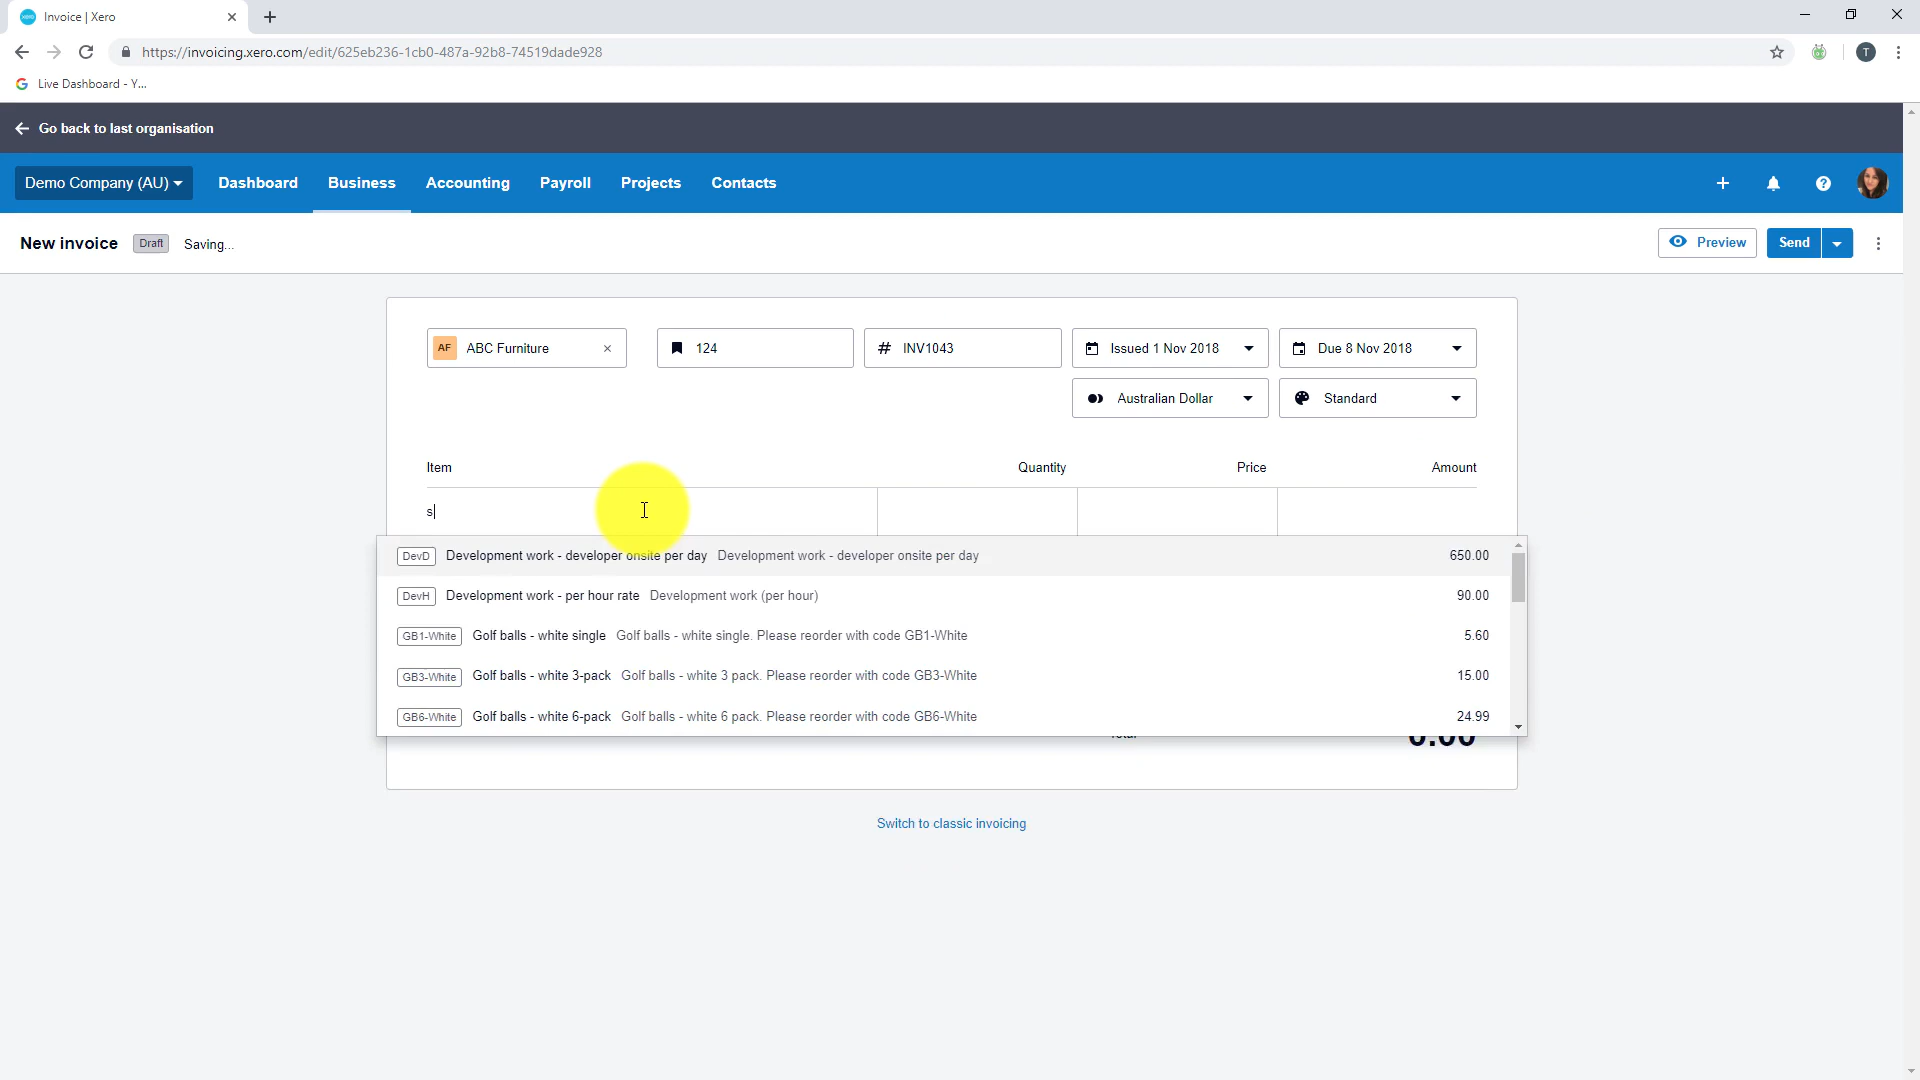 Invoice | Xero
https://invoicing.xero.com/edit/625eb236-1cb0-487a-92b8-74519dade928
T
Live Dashboard - Y...
Go back to last organisation
Demo Company (AU) Dashboard Business Accounting Payroll Projects Contacts
New invoice Draft Saving... Preview Send
AF ABC Furniture 124 # INV1043 Issued 1 Nov 2018 Due 8 Nov 2018
Australian Dollar Standard
Item Quantity Price Amount
s
DevD Development work - developer onsite per day Development work - developer onsite per day 650.00
DevH Development work - per hour rate Development work (per hour) 90.00
GB1-White Golf balls - white single Golf balls - white single. Please reorder with code GB1-White 5.60
GB3-White Golf balls - white 3-pack Golf balls - white 3 pack. Please reorder with code GB3-White 15.00
GB6-White Golf balls - white 6-pack Golf balls - white 6 pack. Please reorder with code GB6-White 24.99
Total 0.00
Switch to classic invoicing